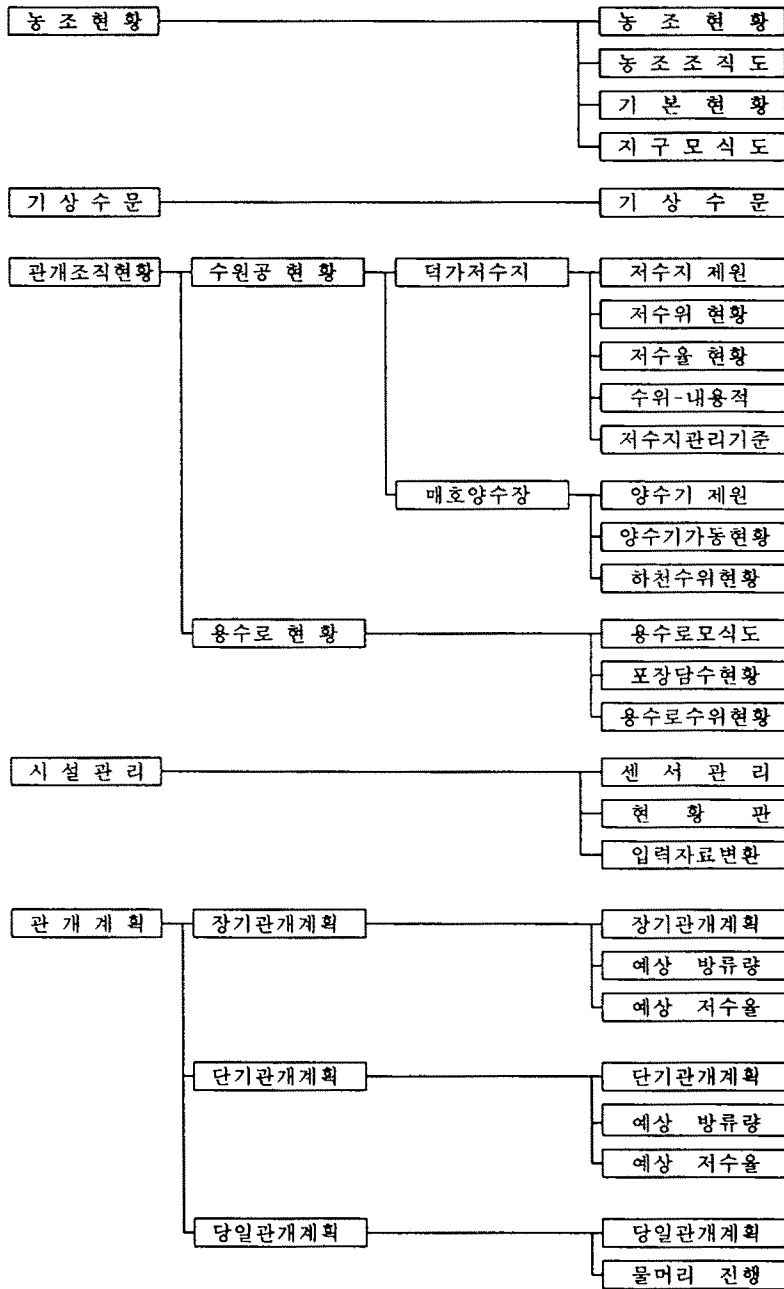 농 조 현 황 농 조 현 황
농 조 조 직 도
기 본 현 황
지 구 모 식 도
기 상 수 문 기 상 수 문
관개조직현황 수원공 현황 덕가저수지 저수지 제원
저수위 현황
저수율 현황
수위-내용적
저수지관리기준
매호양수장 양수기 제원
양수기가동현황
하천수위현황
용수로 현황 용수로모식도
포장담수현황
용수로수위현황
시 설 관 리 센 서 관 리
현 황 판
입력자료변환
관 개 계 획 장기관개계획 장기관개계획
예상 방류량
예상 저수율
단기관개계획 단기관개계획
예상 방류량
예상 저수율
당일관개계획 당일관개계획
물머리 진행